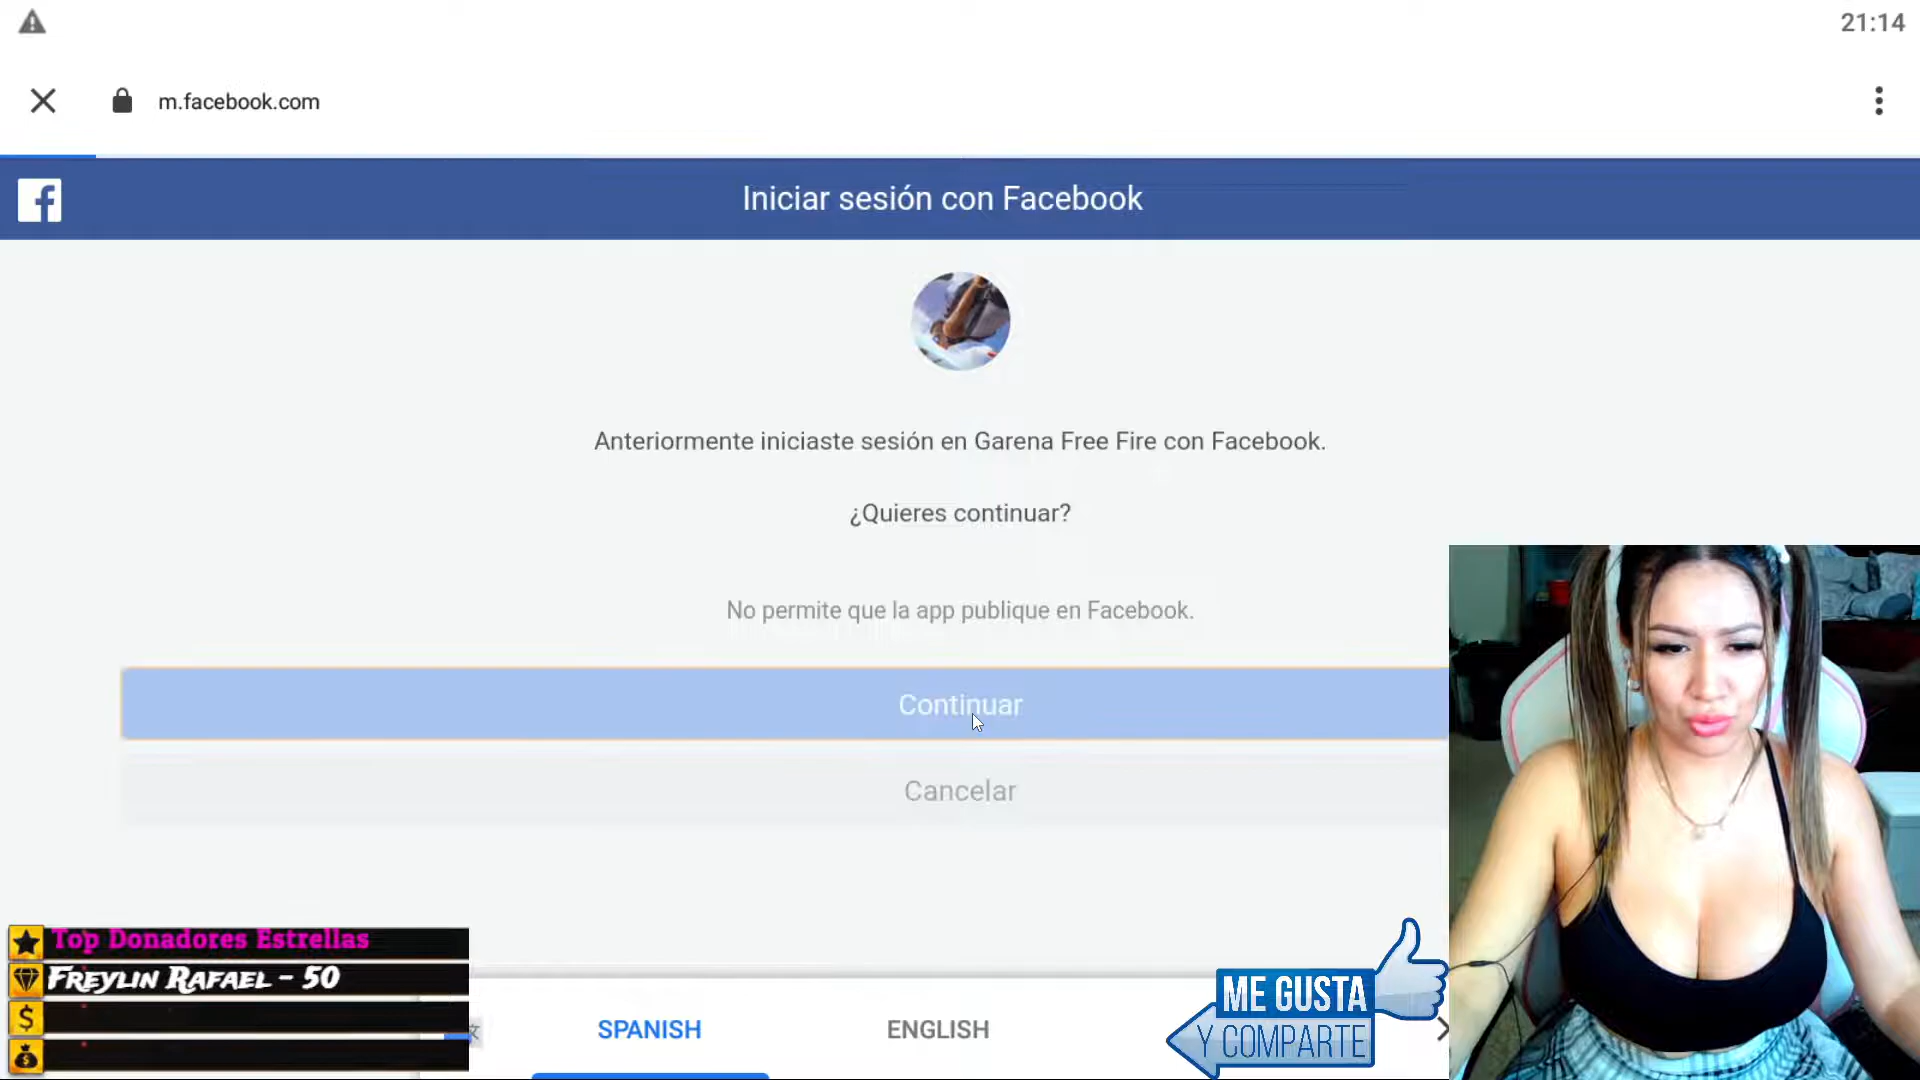 21:14
m.facebook.com
Iniciar sesión con Facebook
Anteriormente iniciaste sesión en Garena Free Fire con Facebook.
¿Quieres continuar?
No permite que la app publique en Facebook.
Continuar
Cancelar
Top Donadores Estrellas
Freylin Rafael - 50
SPANISH
ENGLISH
ME GUSTA
Y COMPARTE